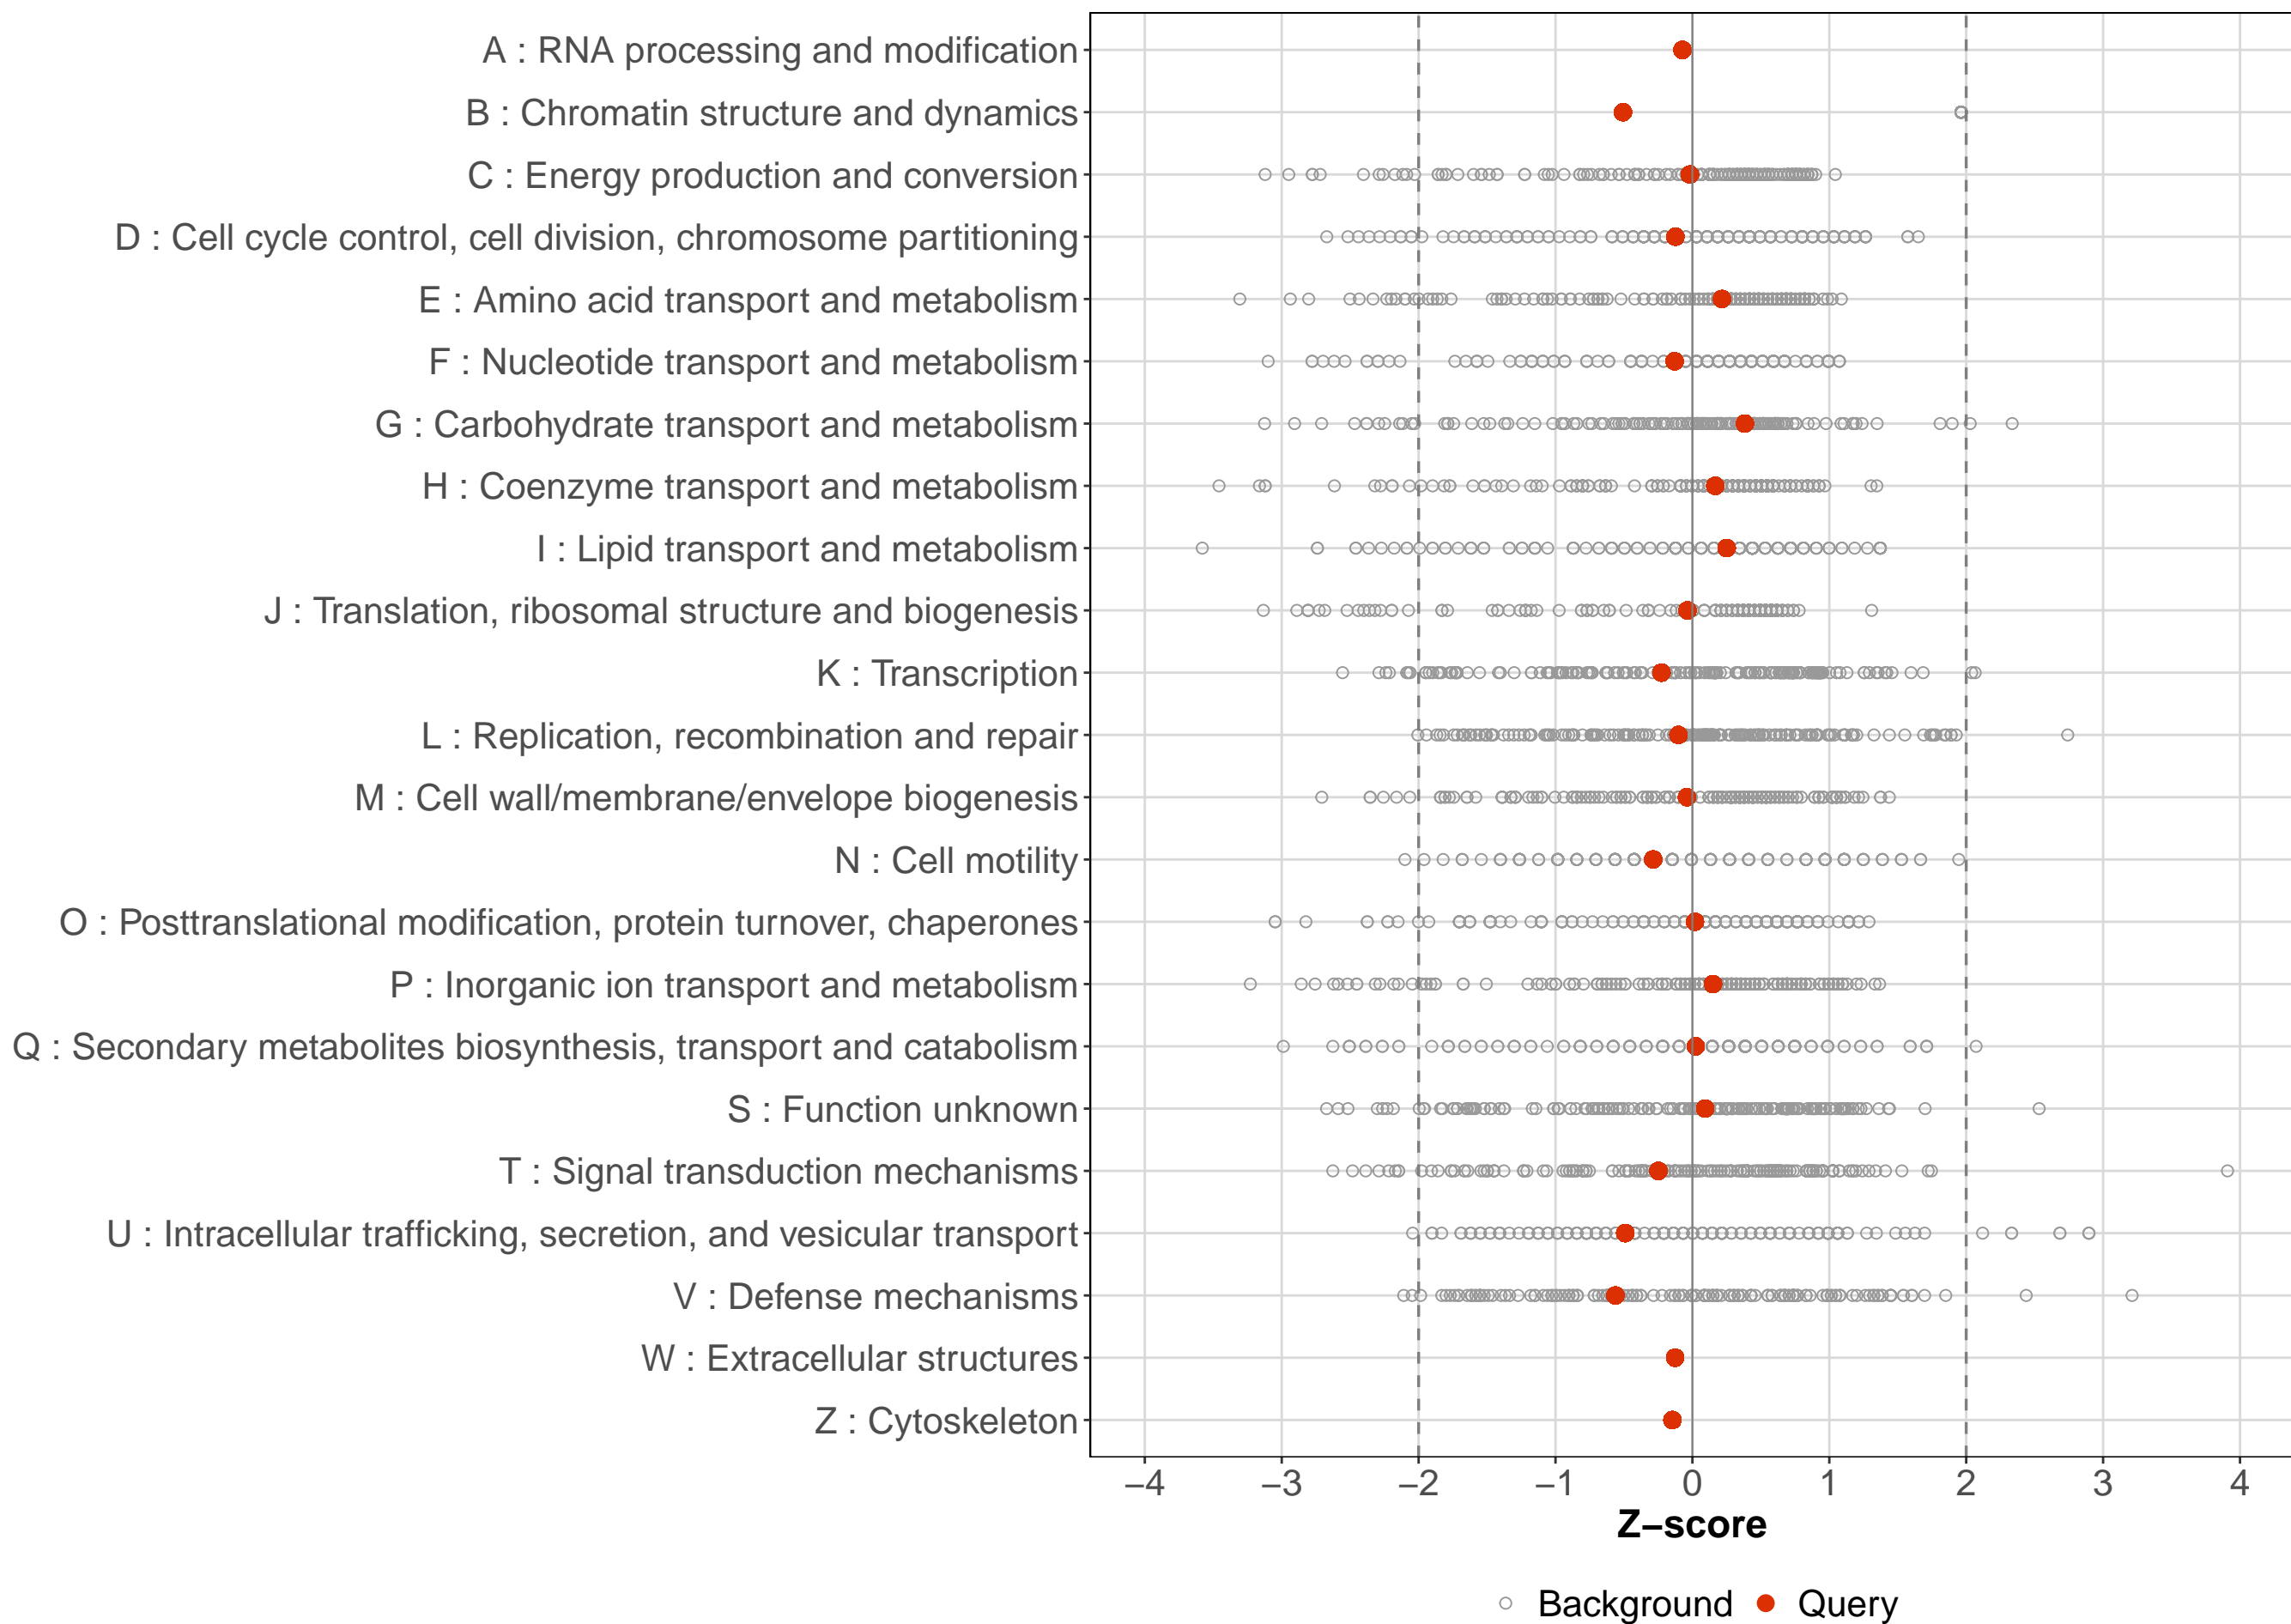 A : RNA processing and modification
B : Chromatin structure and dynamics
C : Energy production and conversion
D : Cell cycle control, cell division, chromosome partitioning
E : Amino acid transport and metabolism
F : Nucleotide transport and metabolism
G : Carbohydrate transport and metabolism
H : Coenzyme transport and metabolism
I : Lipid transport and metabolism
J : Translation, ribosomal structure and biogenesis
K : Transcription
L : Replication, recombination and repair
M : Cell wall/membrane/envelope biogenesis
N : Cell motility
O : Posttranslational modification, protein turnover, chaperones
P : Inorganic ion transport and metabolism
Q : Secondary metabolites biosynthesis, transport and catabolism
S : Function unknown
T : Signal transduction mechanisms
U : Intracellular trafficking, secretion, and vesicular transport
V : Defense mechanisms
W : Extracellular structures
Z : Cytoskeleton
−4 −3 −2 −1 0 1 2 3 4
Z−score
Background Query